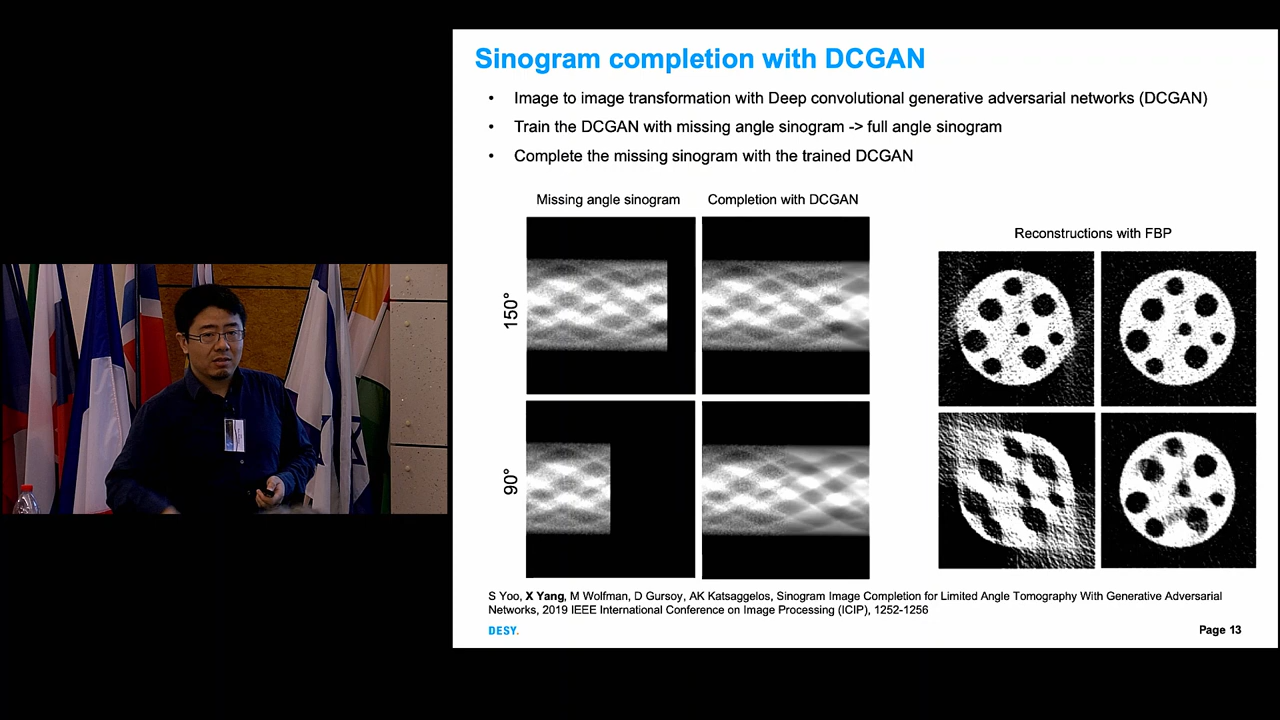 Sinogram completion with DCGAN
• Image to image transformation with Deep convolutional generative adversarial networks (DCGAN)
• Train the DCGAN with missing angle sinogram -> full angle sinogram
• Complete the missing sinogram with the trained DCGAN
Missing angle sinogram
Completion with DCGAN
Reconstructions with FBP
150°
90°
S Yoo, X Yang, M Wolfman, D Gursoy, AK Katsaggelos, Sinogram Image Completion for Limited Angle Tomography With Generative Adversarial
Networks, 2019 IEEE International Conference on Image Processing (ICIP), 1252-1256
DESY.
Page 13